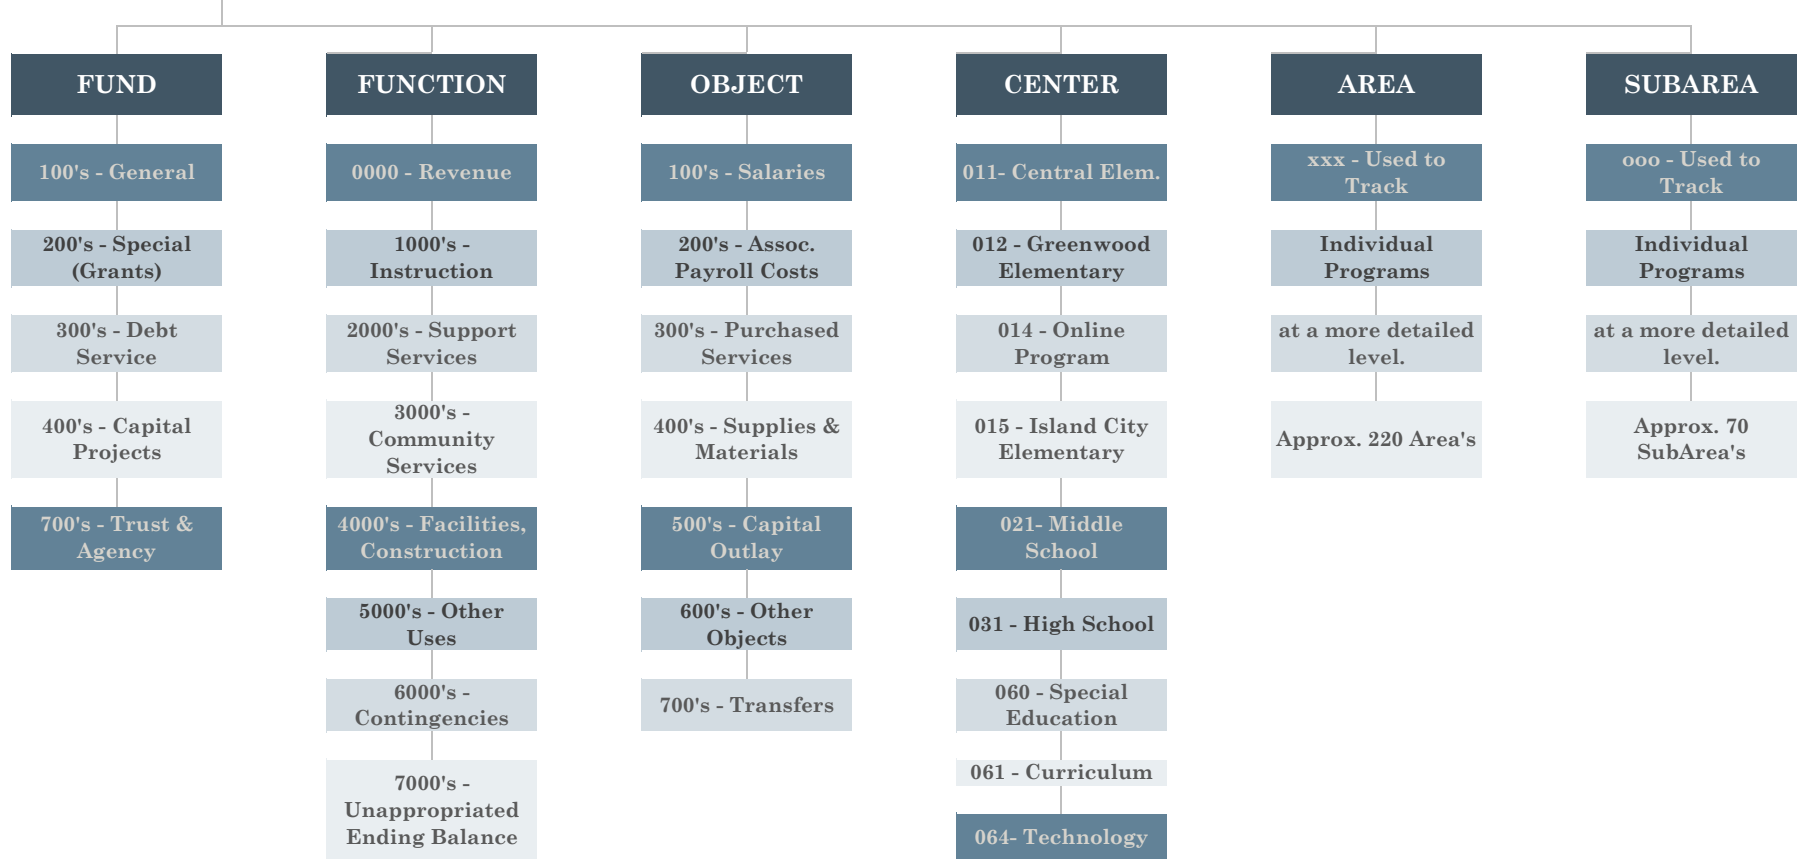 FUND
100's - General
200's - Special
(Grants)
300's - Debt
Service
400's - Capital
Projects
700's - Trust &
Agency
FUNCTION
0000 - Revenue
1000's -
Instruction
2000's - Support
Services
3000's -
Community
Services
4000's - Facilities,
Construction
5000's - Other
Uses
6000's -
Contingencies
7000's -
Unappropriated
Ending Balance
OBJECT
100's - Salaries
200's - Assoc.
Payroll Costs
300's - Purchased
Services
400's - Supplies &
Materials
500's - Capital
Outlay
600's - Other
Objects
700's - Transfers
CENTER
011- Central Elem.
012 - Greenwood
Elementary
014 - Online
Program
015 - Island City
Elementary
021- Middle
School
031 - High School
060 - Special
Education
061 - Curriculum
064- Technology
AREA
xxx - Used to
Track
Individual
Programs
at a more detailed
level.
Approx. 220 Area's
SUBAREA
ooo - Used to
Track
Individual
Programs
at a more detailed
level.
Approx. 70
SubArea's